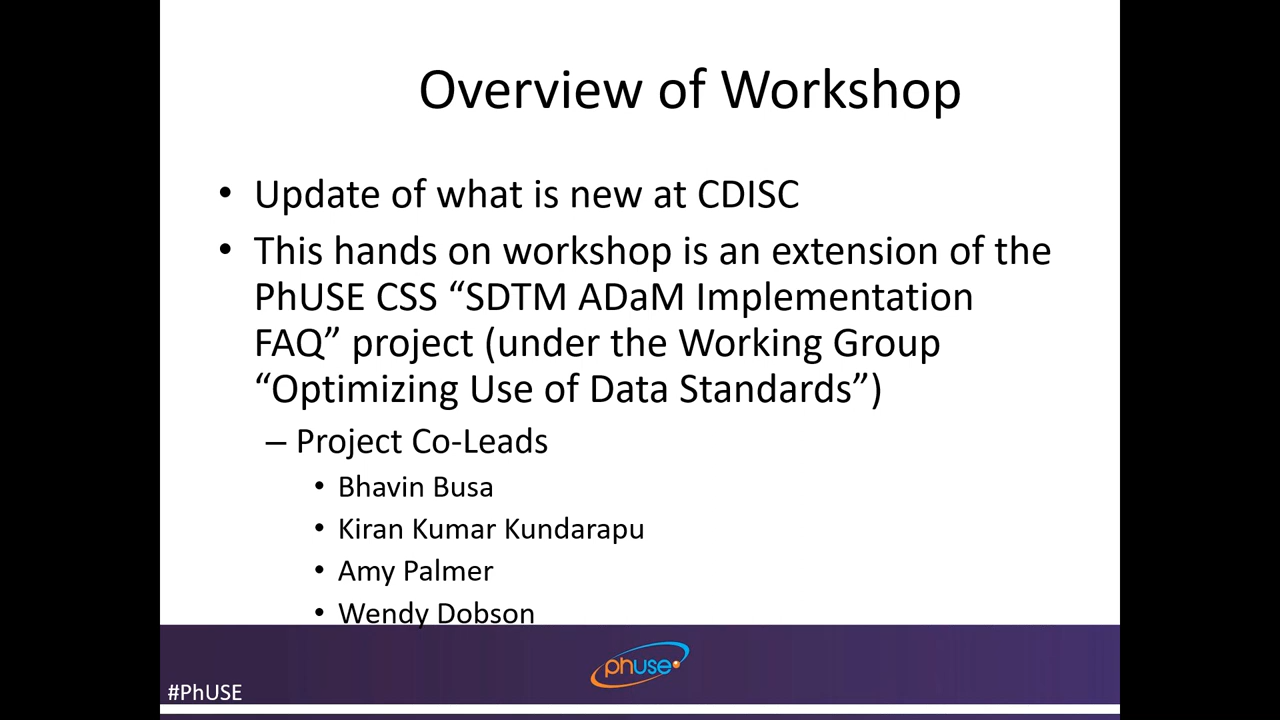 Overview of Workshop
• Update of what is new at CDISC
• This hands on workshop is an extension of the
PhUSE CSS “SDTM ADaM Implementation
FAQ” project (under the Working Group
“Optimizing Use of Data Standards”)
– Project Co-Leads
• Bhavin Busa
• Kiran Kumar Kundarapu
• Amy Palmer
• Wendy Dobson
phuse
#PhUSE